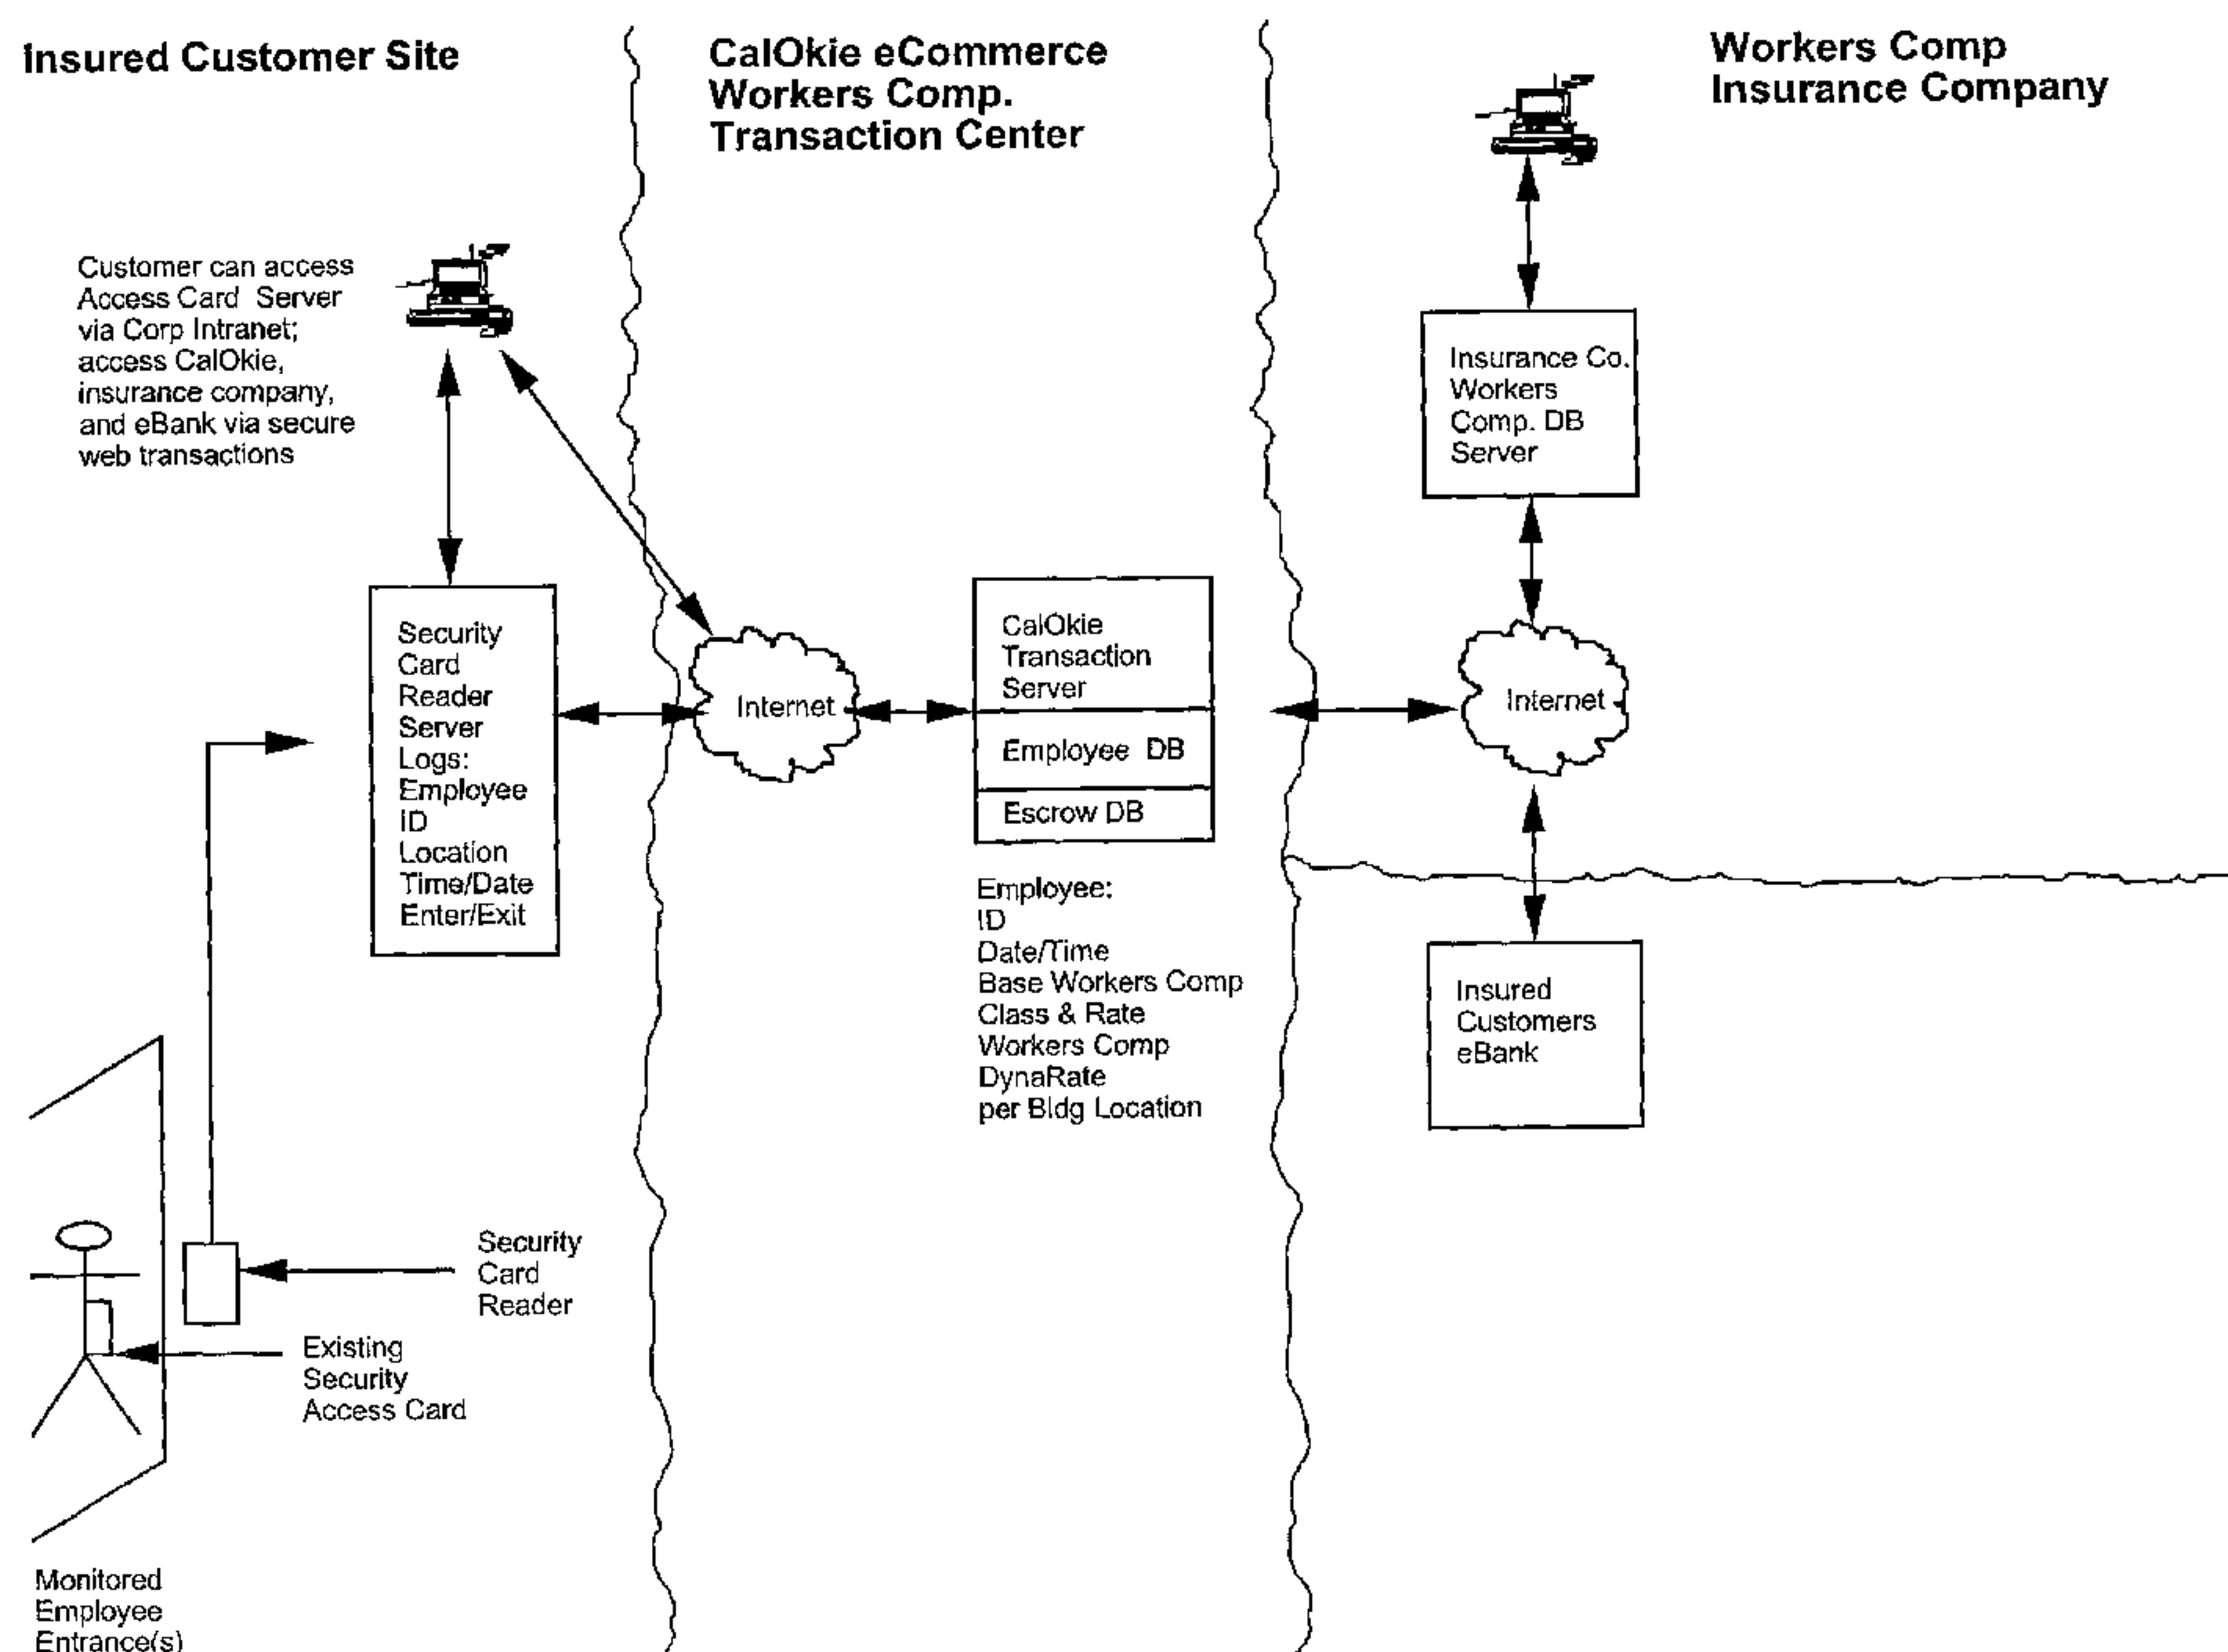 Insured Customer Site
CalOkie eCommerce
Workers Comp.
Transaction Center
Workers Comp
Insurance Company
Customer can access
Access Card Server
via Corp Intranet;
access CalOkie,
insurance company,
and eBank via secure
web transactions
Insurance Co.
Workers
Comp. DB
Server
Security
Card
Reader
Server
Logs:
Employee
ID
Location
Time/Date
Enter/Exit
Internet
CalOkie
Transaction
Server
Employee DB
Escrow DB
Internet
Employee:
ID
Date/Time
Base Workers Comp
Class & Rate
Workers Comp
DynaRate
per Bldg Location
Insured
Customers
eBank
Security
Card
Reader
Existing
Security
Access Card
Monitored
Employee
Entrance(s)